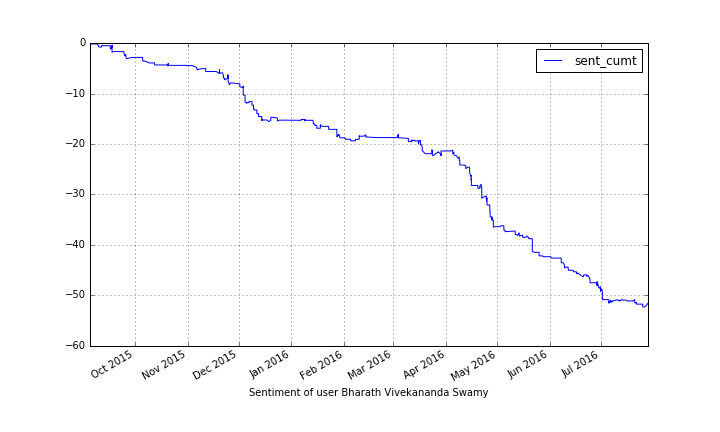 sent_cumt
0
−10
−20
−30
−40
−50
−60
Oct 2015
Nov 2015
Dec 2015
Jan 2016
Feb 2016
Mar 2016
Apr 2016
May 2016
Jun 2016
Jul 2016
Sentiment of user Bharath Vivekananda Swamy